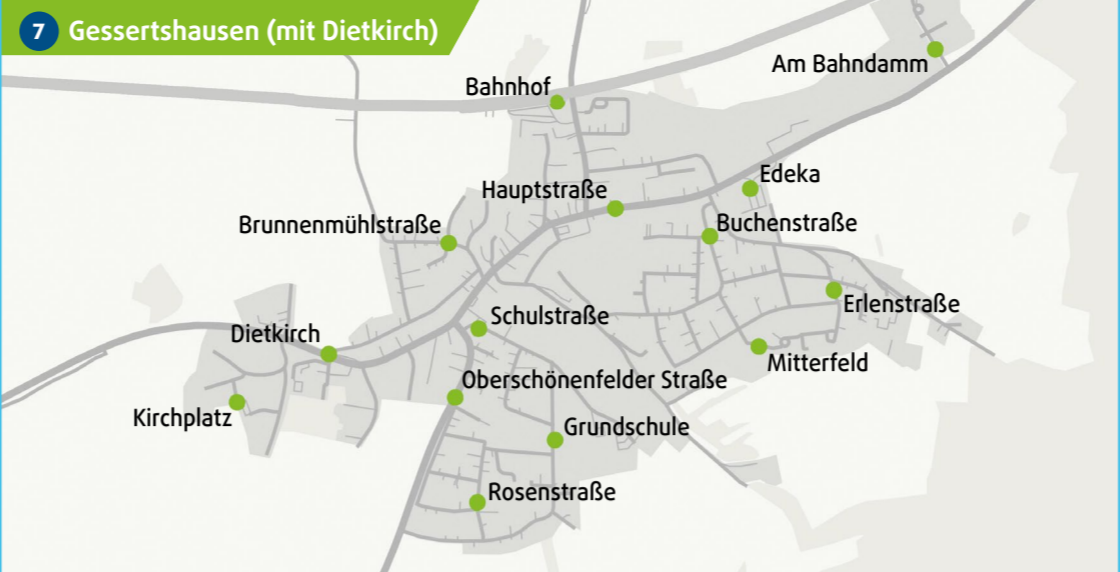 7 Gessertshausen (mit Dietkirch)
Am Bahndamm
Bahnhof
Edeka
Hauptstraße
Brunnenmühlstraße
Buchenstraße
Erlenstraße
Schulstraße
Dietkirch
Mitterfeld
Oberschönenfelder Straße
Kirchplatz
Grundschule
Rosenstraße